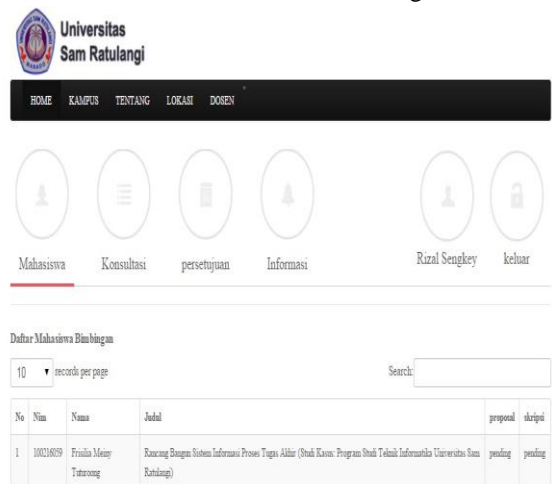 Universitas
Sam Ratulangi
HOME KAMPUS TENTANG LOKASI DOSEN
Mahasiswa Konsultasi persetujuan Informasi Rizal Sengkey keluar
Daftar Mahasiswa Bimbingan
10 records per page Search:
No Nim Nama Judul proposal skripsi
1 100216059 Frisilia Meiny Rancang Bangun Sistem Informasi Proses Tugas Akhir (Studi Kasus: Program Studi Teknik Informatika Universitas Sam pending pending
Tuturoong Ratulangi)